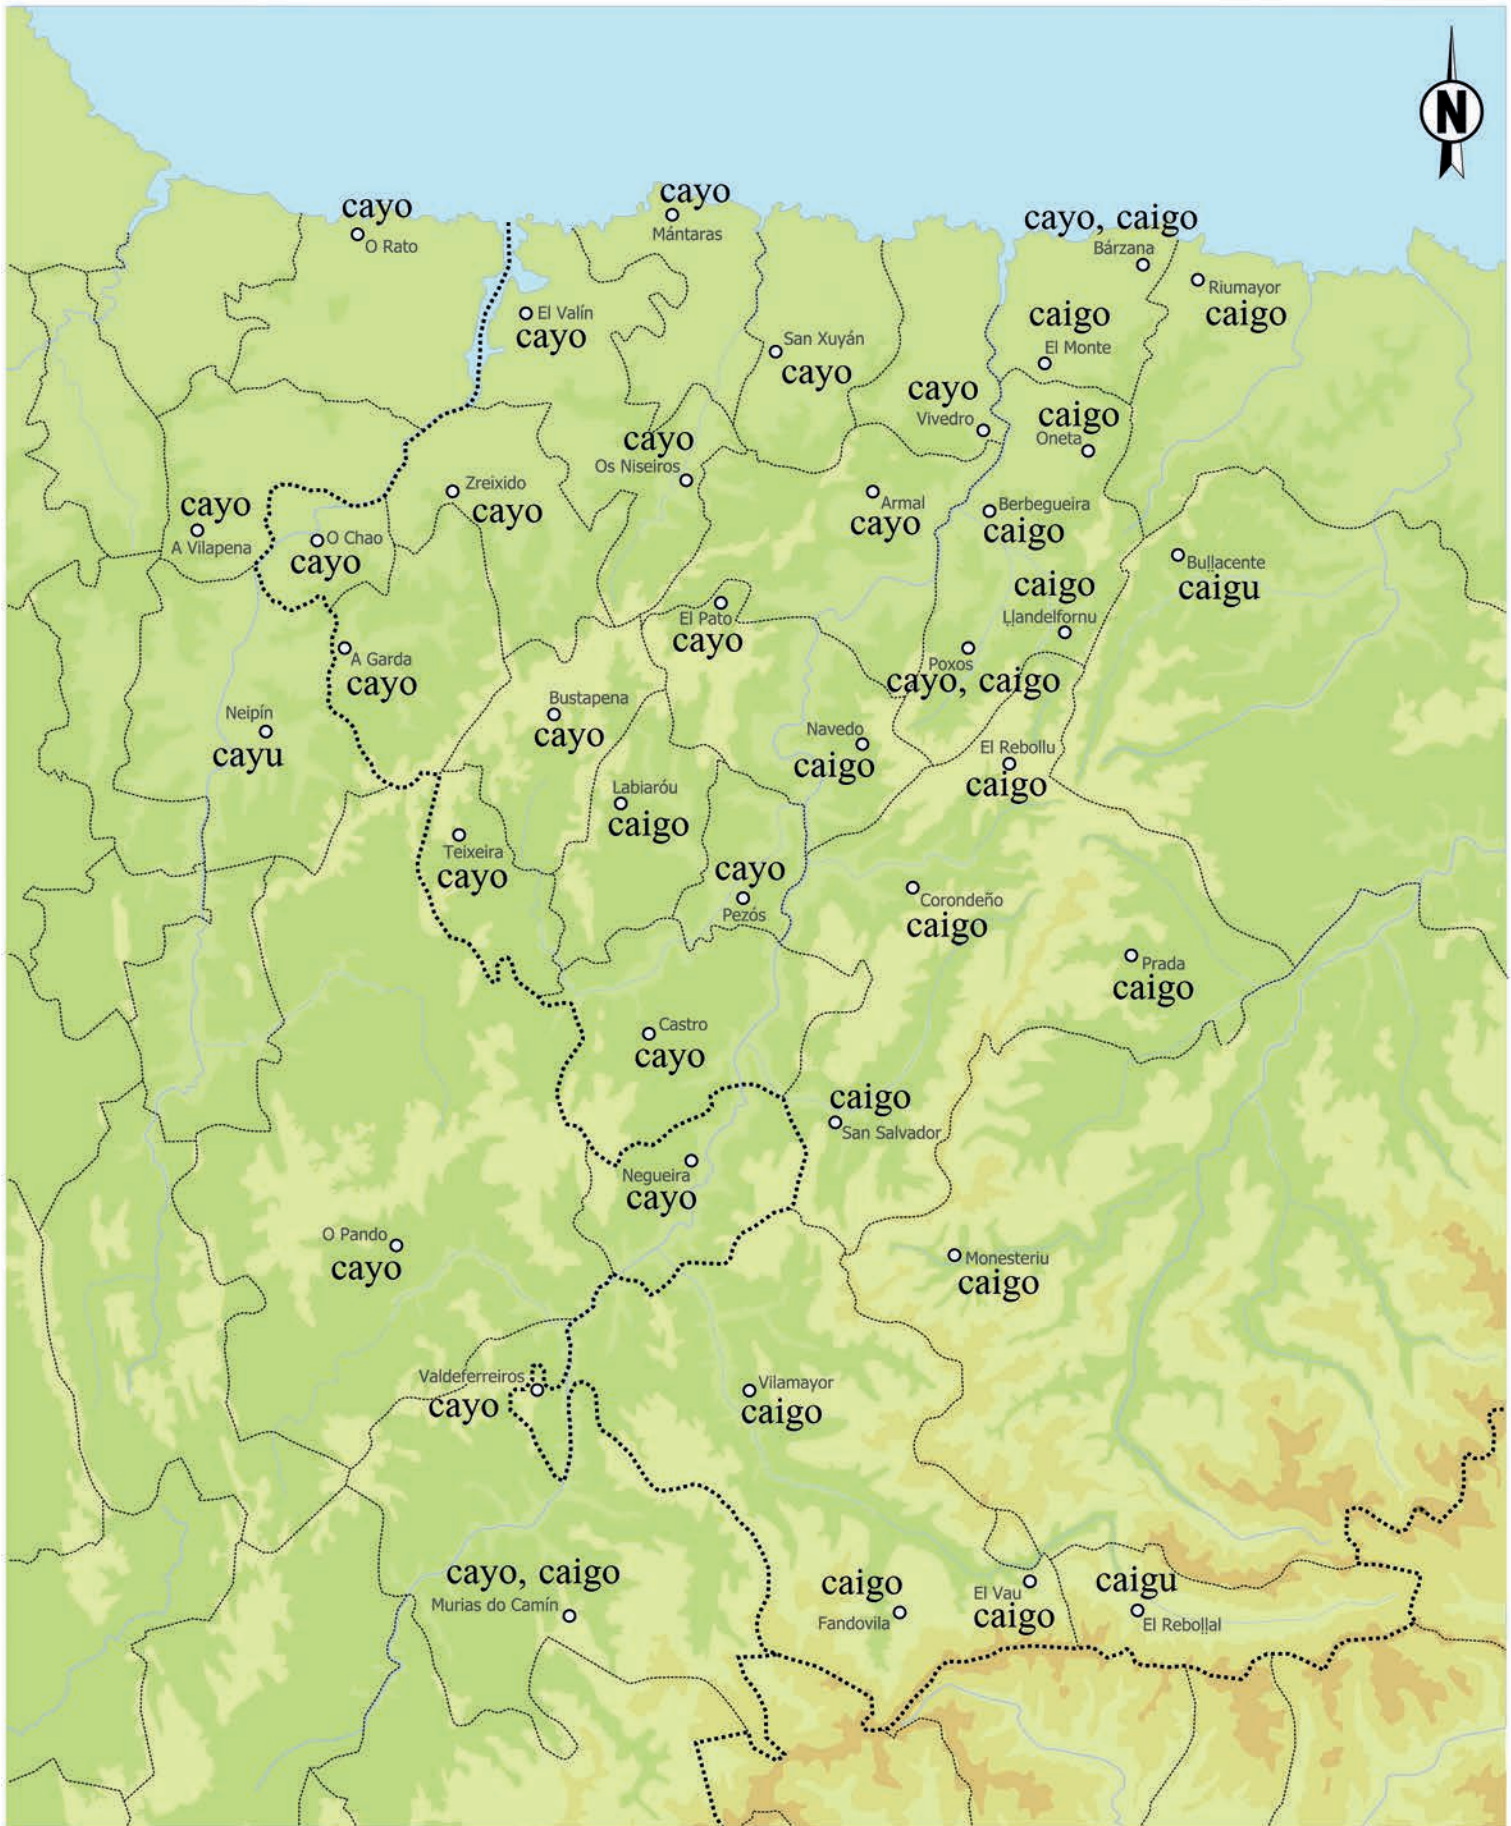 N
cayo
O Rato
cayo
Mántaras
cayo, caigo
Bárzana
Riumayor
caigo
El Valín
cayo
caigo
El Monte
San Xuyán
cayo
cayo
Vivedro
caigo
Oneta
cayo
Os Niseiros
Zreixido
cayo
cayo
A Vilapena
Armal
cayo
Berbegueira
caigo
O Chao
cayo
Buḷḷacente
caigu
caigo
Ḷḷandelfornu
El Pato
cayo
A Garda
cayo
Poxos
cayo, caigo
Bustapena
cayo
Neipín
cayu
Navedo
caigo
El Rebollu
caigo
Labiaróu
caigo
Teixeira
cayo
cayo
Pezós
Corondeño
caigo
Prada
caigo
Castro
cayo
caigo
San Salvador
Negueira
cayo
O Pando
cayo
Monesteriu
caigo
Valdeferreiros
cayo
Vilamayor
caigo
cayo, caigo
Murias do Camín
caigo
Fandovila
El Vau
caigo
caigu
El Reboḷḷal